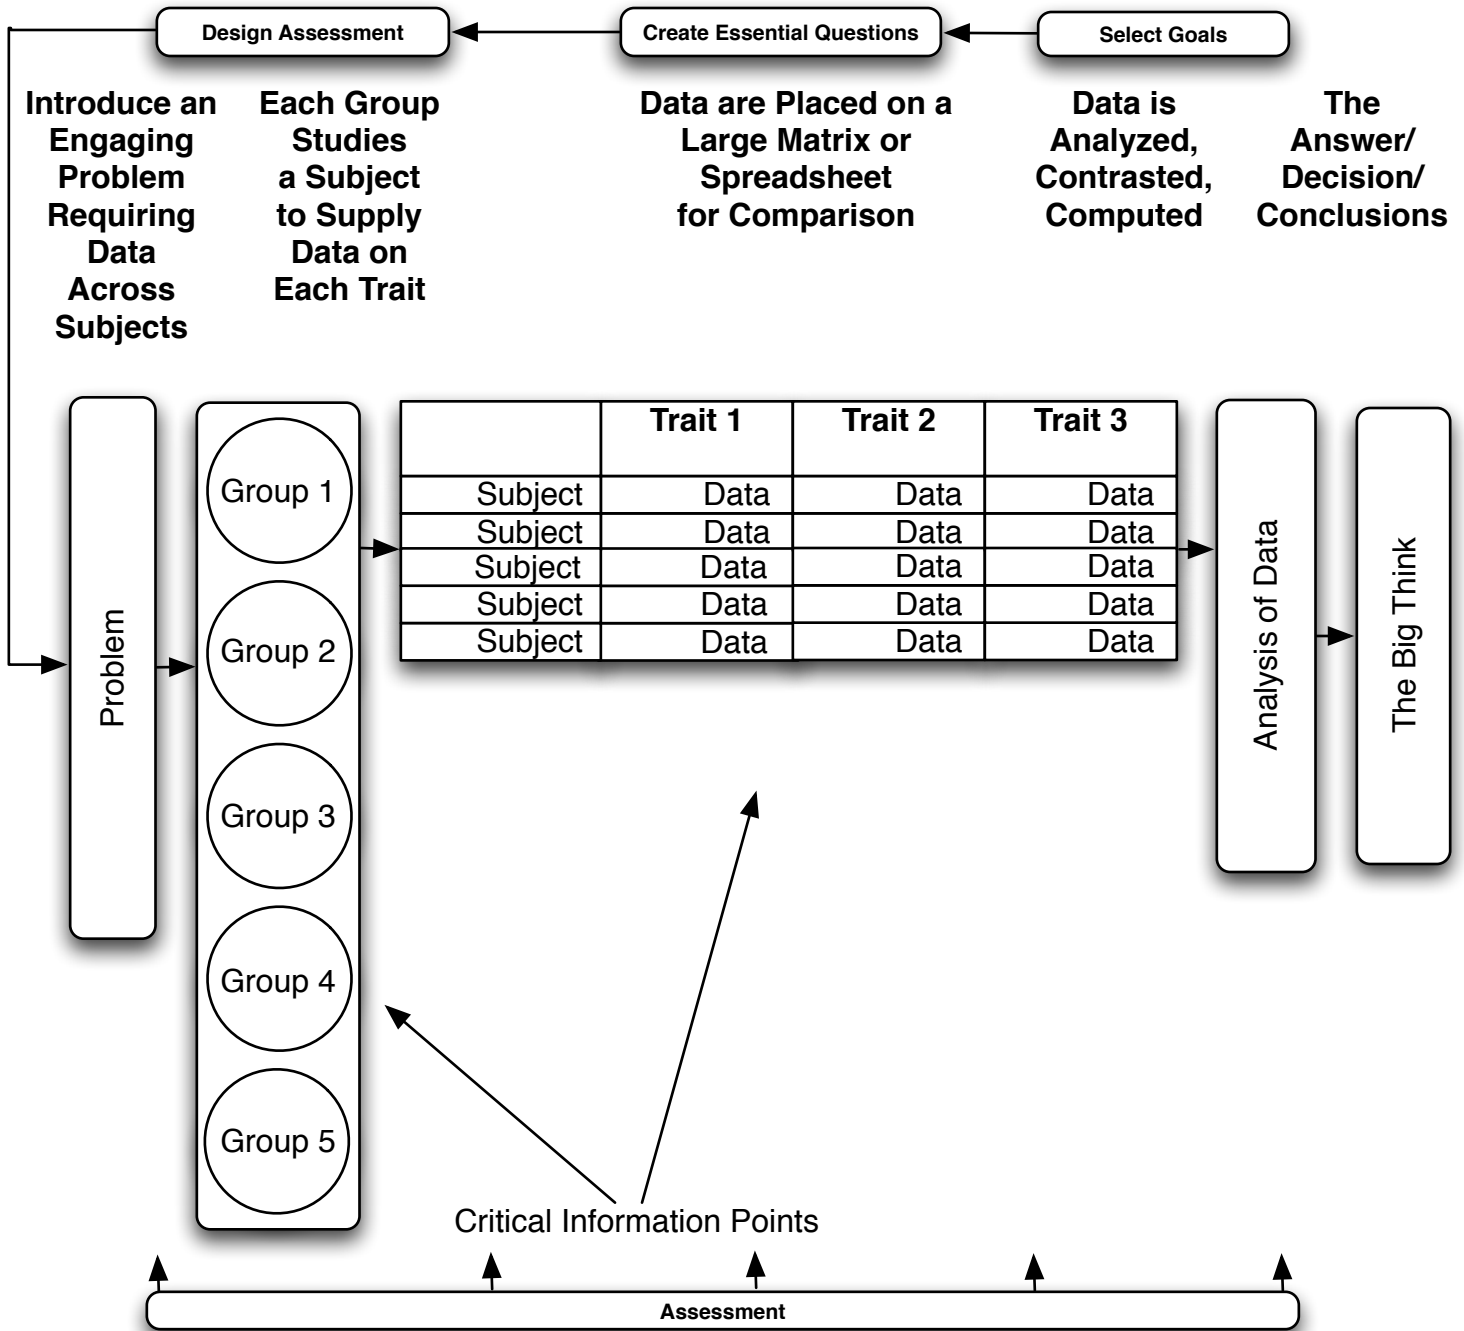 Design Assessment
Create Essential Questions
Select Goals
Introduce an
Engaging
Problem
Requiring
Data
Across
Subjects
Each Group
Studies
a Subject
to Supply
Data on
Each Trait
Data are Placed on a
Large Matrix or
Spreadsheet
for Comparison
Data is
Analyzed,
Contrasted,
Computed
The
Answer/
Decision/
Conclusions
Problem
Group 1
Group 2
Group 3
Group 4
Group 5
Trait 1 Trait 2 Trait 3
Subject Data Data Data
Subject Data Data Data
Subject Data Data Data
Subject Data Data Data
Subject Data Data Data
Analysis of Data
The Big Think
Critical Information Points
Assessment